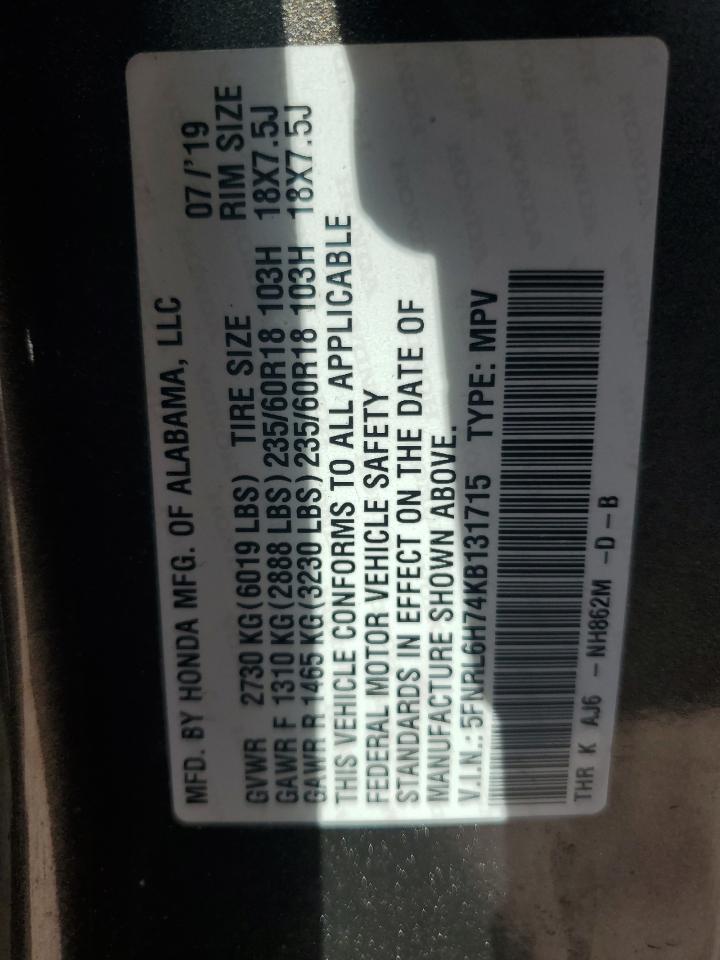 MFD. BY HONDA MFG. OF ALABAMA, LLC 07/'19
GVWR 2730 KG(6019 LBS) TIRE SIZE RIM SIZE
GAWR F 1310 KG(2888 LBS) 235/60R18 103H 18X7.5J
GAWR R 1465 KG(3230 LBS) 235/60R18 103H 18X7.5J
THIS VEHICLE CONFORMS TO ALL APPLICABLE
FEDERAL MOTOR VEHICLE SAFETY
STANDARDS IN EFFECT ON THE DATE OF
MANUFACTURE SHOWN ABOVE.
V.I.N.: 5FNRL6H74KB131715 TYPE: MPV
THR K AJ6 - NH862M -D-B